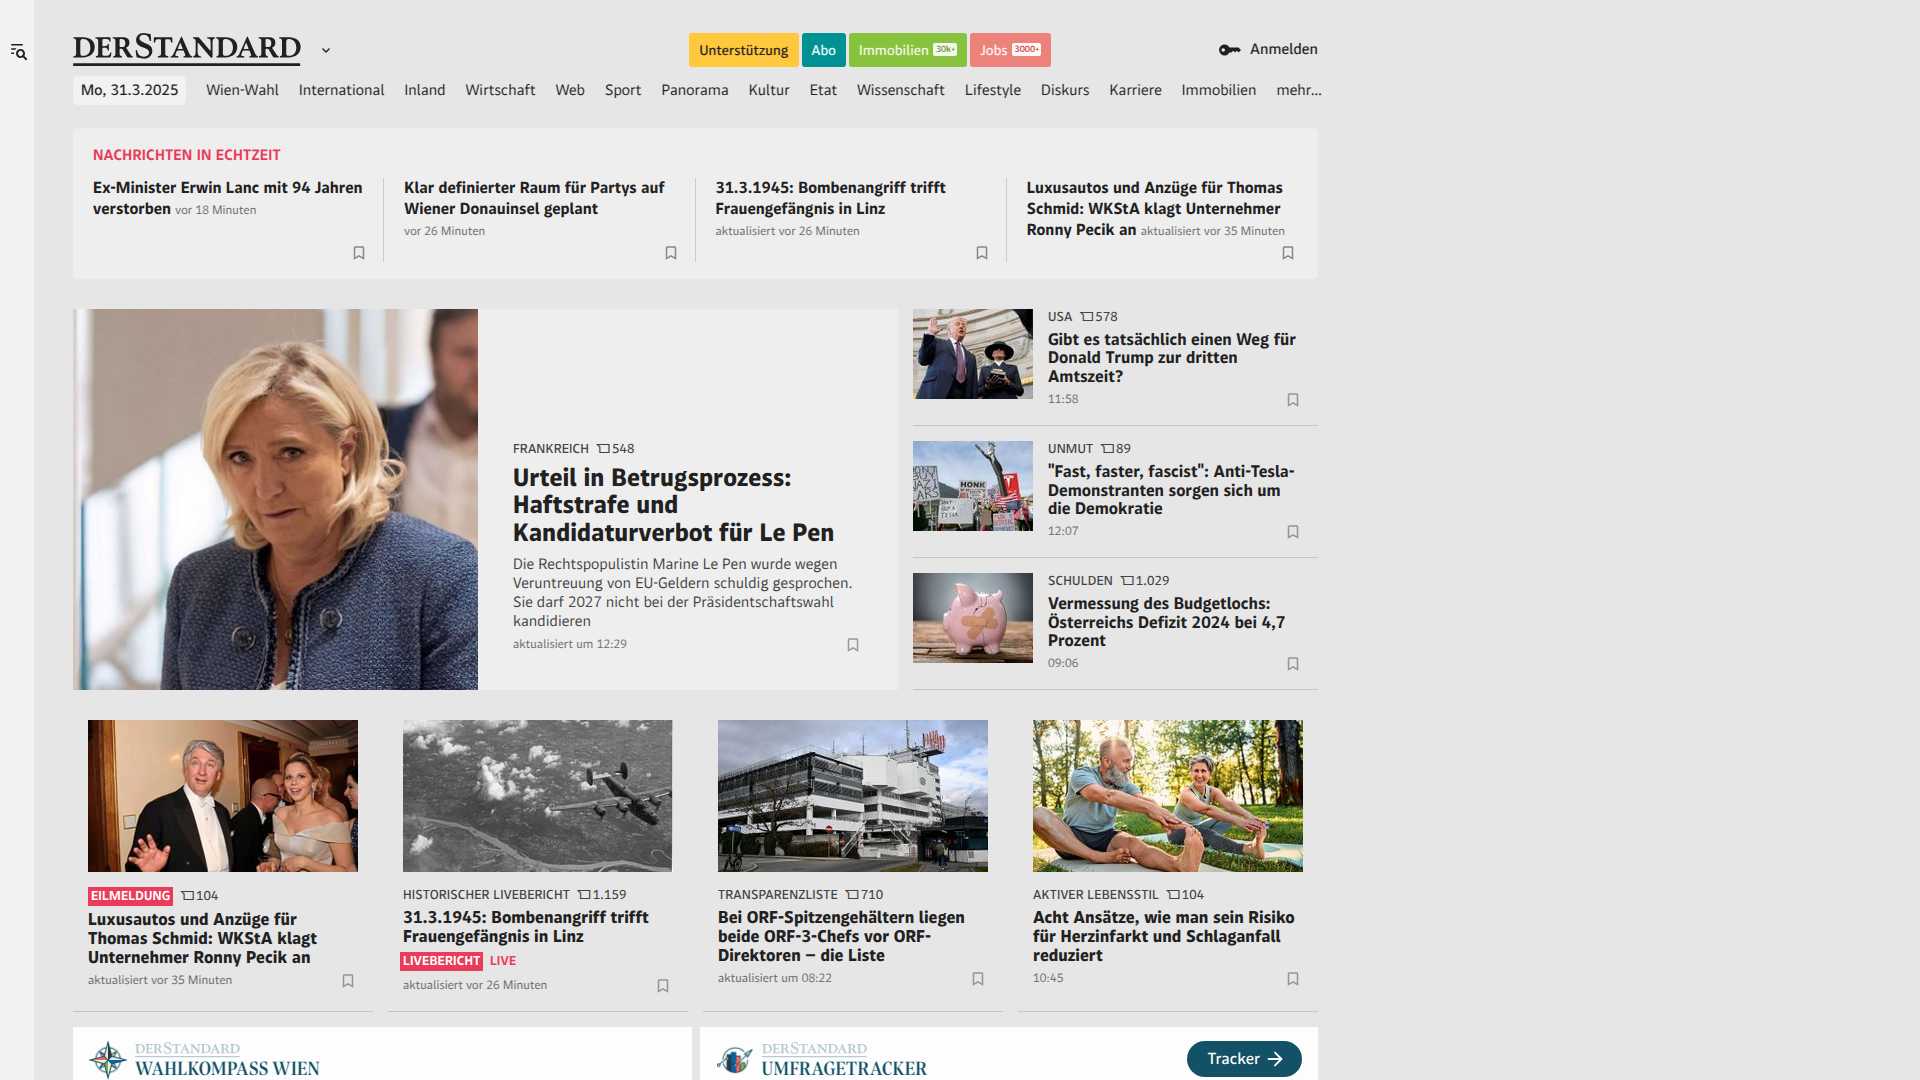 DERSTANDARD
Unterstützung
Abo
Immobilien 30k+
Jobs 3000+
Anmelden
Mo, 31.3.2025
Wien-Wahl
International
Inland
Wirtschaft
Web
Sport
Panorama
Kultur
Etat
Wissenschaft
Lifestyle
Diskurs
Karriere
Immobilien
mehr...
NACHRICHTEN IN ECHTZEIT
Ex-Minister Erwin Lanc mit 94 Jahren
verstorben vor 18 Minuten
Klar definierter Raum für Partys auf
Wiener Donauinsel geplant
vor 26 Minuten
31.3.1945: Bombenangriff trifft
Frauengefängnis in Linz
aktualisiert vor 26 Minuten
Luxusautos und Anzüge für Thomas
Schmid: WKStA klagt Unternehmer
Ronny Pecik an aktualisiert vor 35 Minuten
FRANKREICH 548
Urteil in Betrugsprozess:
Haftstrafe und
Kandidaturverbot für Le Pen
Die Rechtspopulistin Marine Le Pen wurde wegen
Veruntreuung von EU-Geldern schuldig gesprochen.
Sie darf 2027 nicht bei der Präsidentschaftswahl
kandidieren
aktualisiert um 12:29
USA 578
Gibt es tatsächlich einen Weg für
Donald Trump zur dritten
Amtszeit?
11:58
HONK
UNMUT 89
"Fast, faster, fascist": Anti-Tesla-
Demonstranten sorgen sich um
die Demokratie
12:07
SCHULDEN 1.029
Vermessung des Budgetlochs:
Österreichs Defizit 2024 bei 4,7
Prozent
09:06
EILMELDUNG 104
Luxusautos und Anzüge für
Thomas Schmid: WKStA klagt
Unternehmer Ronny Pecik an
aktualisiert vor 35 Minuten
HISTORISCHER LIVEBERICHT 1.159
31.3.1945: Bombenangriff trifft
Frauengefängnis in Linz
LIVEBERICHT LIVE
aktualisiert vor 26 Minuten
TRANSPARENZLISTE 710
Bei ORF-Spitzengehältern liegen
beide ORF-3-Chefs vor ORF-
Direktoren – die Liste
aktualisiert um 08:22
AKTIVER LEBENSSTIL 104
Acht Ansätze, wie man sein Risiko
für Herzinfarkt und Schlaganfall
reduziert
10:45
DERSTANDARD
WAHLKOMPASS WIEN
DERSTANDARD
UMFRAGETRACKER
Tracker